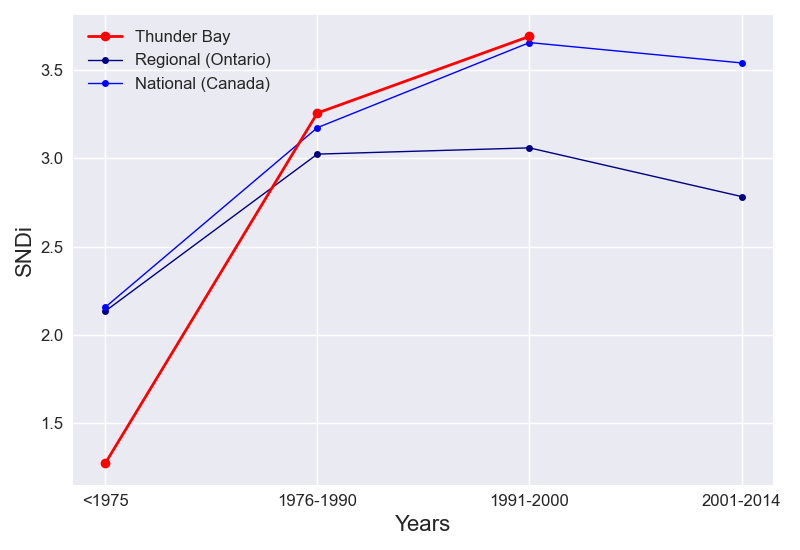 Thunder Bay
Regional (Ontario)
National (Canada)
3.5
3.0
2.5
2.0
1.5
SNDi
<1975 1976-1990 1991-2000 2001-2014
Years